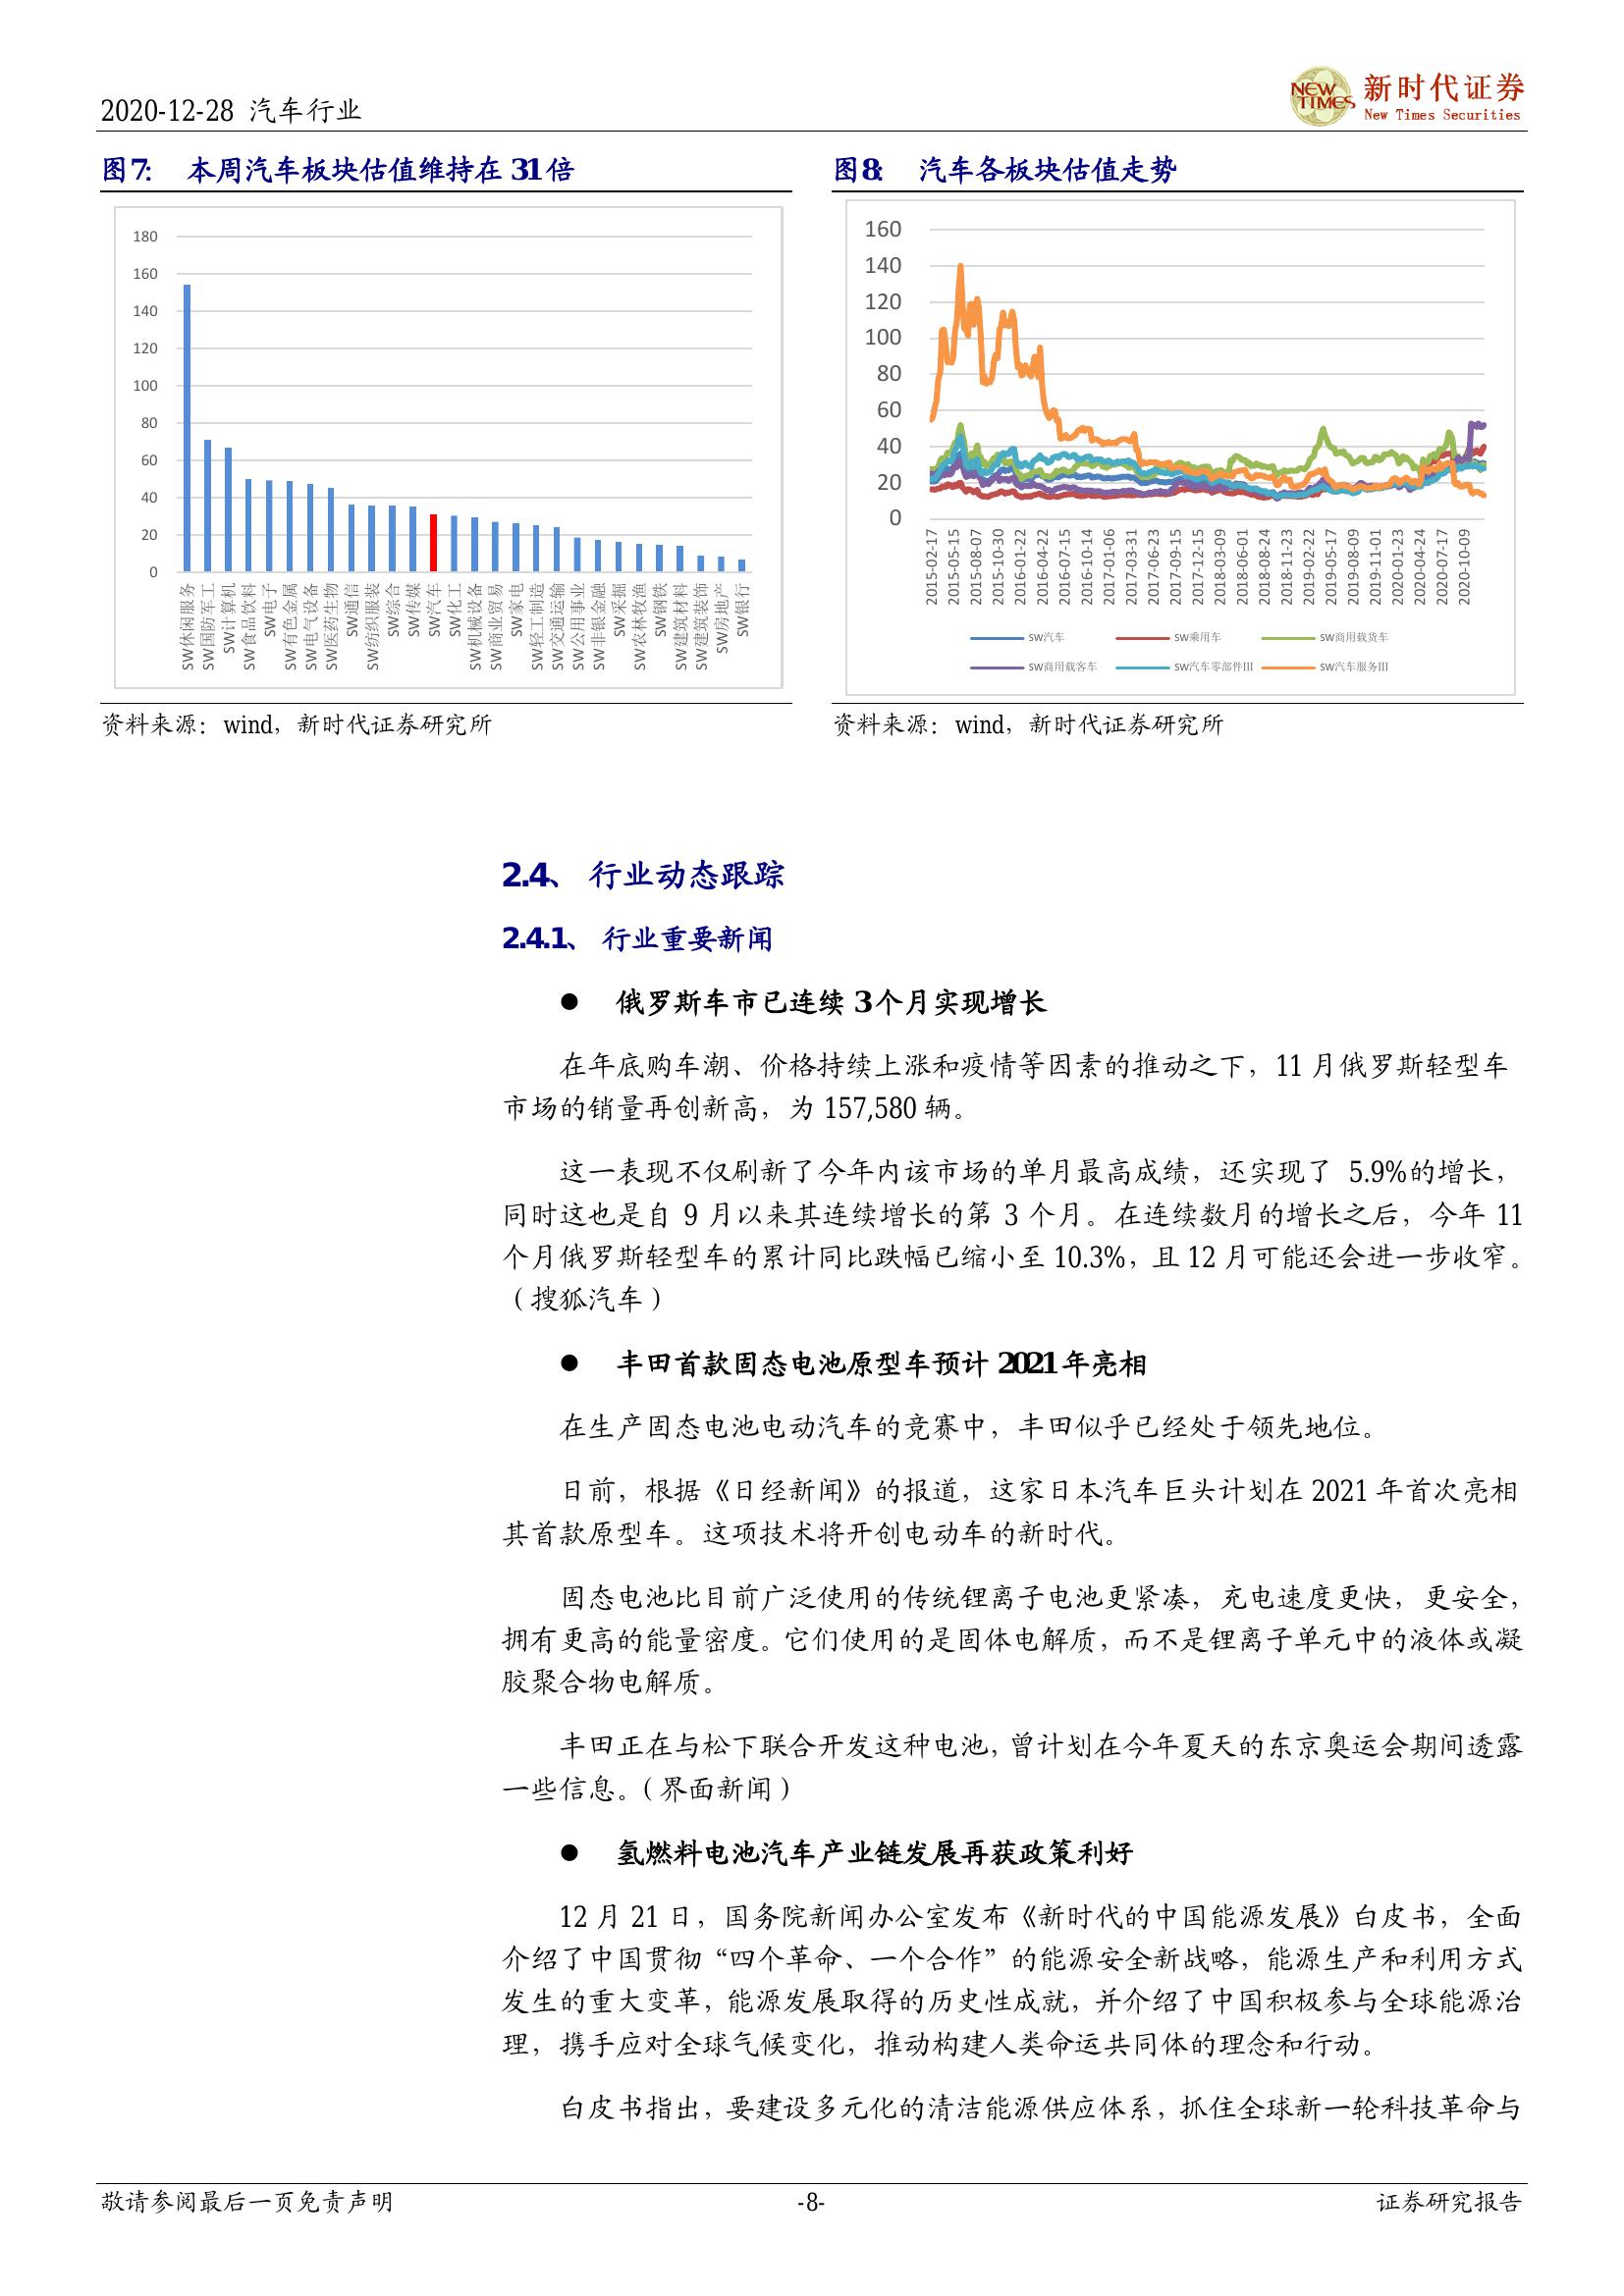 2020-12-28 汽车行业
NEW TIMES
新时代证券
New Times Securities
图7: 本周汽车板块估值维持在31倍
180
160
140
120
100
80
60
40
20
0
SW休闲服务
SW国防军工
SW计算机
SW食品饮料
SW电子
SW有色金属
SW电气设备
SW医药生物
SW通信
SW纺织服装
SW综合
SW传媒
SW汽车
SW化工
SW机械设备
SW商业贸易
SW家电
SW轻工制造
SW交通运输
SW公用事业
SW非银金融
SW采掘
SW农林牧渔
SW钢铁
SW建筑材料
SW建筑装饰
SW房地产
SW银行
资料来源：wind，新时代证券研究所
图8: 汽车各板块估值走势
160
140
120
100
80
60
40
20
0
2015-02-17
2015-05-15
2015-08-07
2015-10-30
2016-01-22
2016-04-22
2016-07-15
2016-10-14
2017-01-06
2017-03-31
2017-06-23
2017-09-15
2017-12-15
2018-03-09
2018-06-01
2018-08-24
2018-11-23
2019-02-22
2019-05-17
2019-08-09
2019-11-01
2020-01-23
2020-04-24
2020-07-17
2020-10-09
SW汽车 SW乘用车 SW商用载货车
SW商用载客车 SW汽车零部件III SW汽车服务III
资料来源：wind，新时代证券研究所
2.4、 行业动态跟踪
2.4.1、 行业重要新闻
● 俄罗斯车市已连续3个月实现增长
在年底购车潮、价格持续上涨和疫情等因素的推动之下，11月俄罗斯轻型车
市场的销量再创新高，为157,580辆。
这一表现不仅刷新了今年内该市场的单月最高成绩，还实现了 5.9%的增长，
同时这也是自 9 月以来其连续增长的第 3 个月。在连续数月的增长之后，今年 11
个月俄罗斯轻型车的累计同比跌幅已缩小至10.3%，且12月可能还会进一步收窄。
（搜狐汽车）
● 丰田首款固态电池原型车预计2021年亮相
在生产固态电池电动汽车的竞赛中，丰田似乎已经处于领先地位。
日前，根据《日经新闻》的报道，这家日本汽车巨头计划在2021年首次亮相
其首款原型车。这项技术将开创电动车的新时代。
固态电池比目前广泛使用的传统锂离子电池更紧凑，充电速度更快，更安全，
拥有更高的能量密度。它们使用的是固体电解质，而不是锂离子单元中的液体或凝
胶聚合物电解质。
丰田正在与松下联合开发这种电池，曾计划在今年夏天的东京奥运会期间透露
一些信息。（界面新闻）
● 氢燃料电池汽车产业链发展再获政策利好
12 月 21 日，国务院新闻办公室发布《新时代的中国能源发展》白皮书，全面
介绍了中国贯彻“四个革命、一个合作”的能源安全新战略，能源生产和利用方式
发生的重大变革，能源发展取得的历史性成就，并介绍了中国积极参与全球能源治
理，携手应对全球气候变化，推动构建人类命运共同体的理念和行动。
白皮书指出，要建设多元化的清洁能源供应体系，抓住全球新一轮科技革命与
敬请参阅最后一页免责声明
-8-
证券研究报告